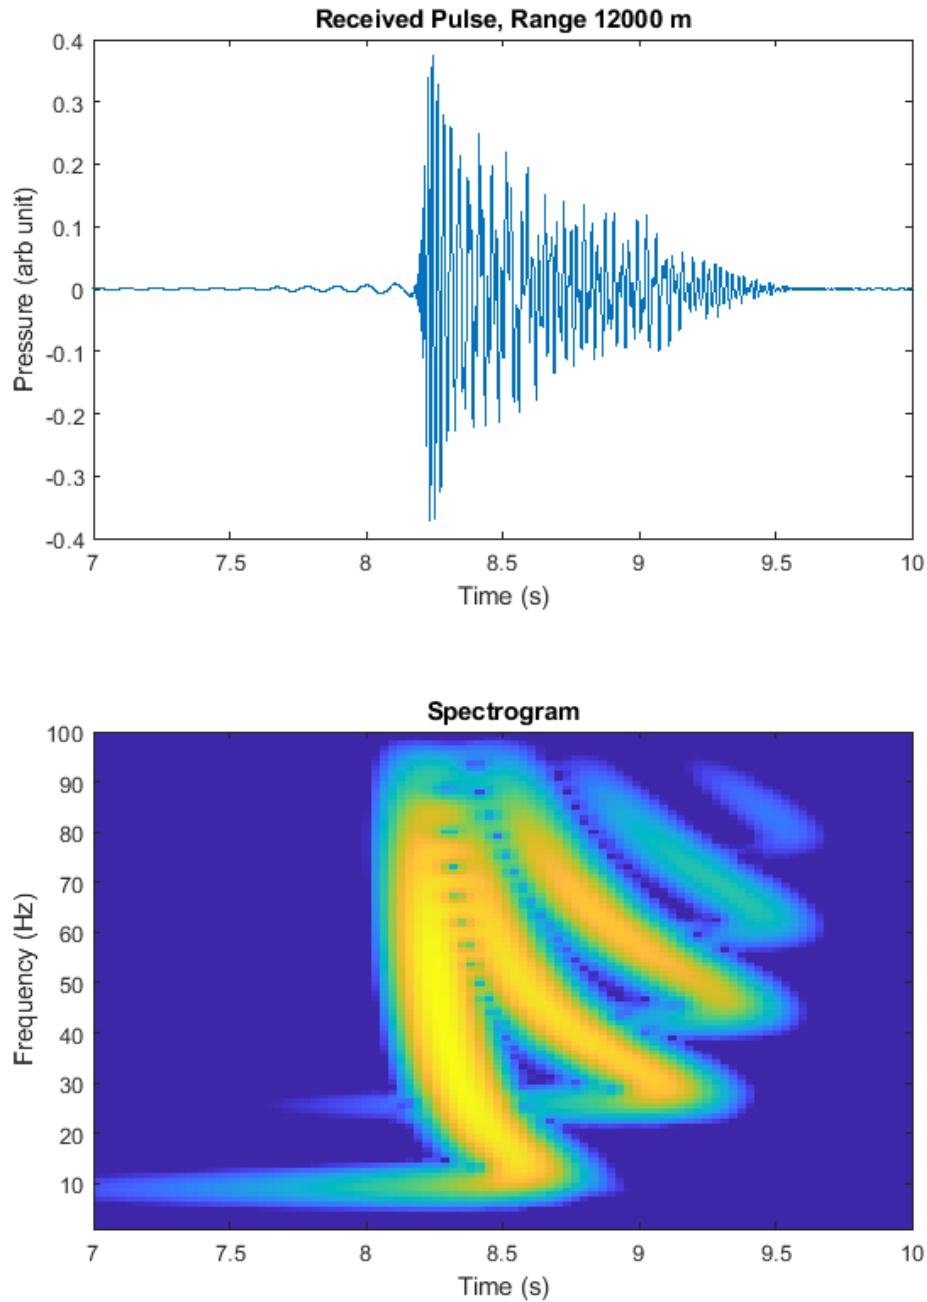 Received Pulse, Range 12000 m
Pressure (arb unit)
0.4
0.3
0.2
0.1
0
-0.1
-0.2
-0.3
-0.4
7 7.5 8 8.5 9 9.5 10
Time (s)
Spectrogram
Frequency (Hz)
100
90
80
70
60
50
40
30
20
10
7 7.5 8 8.5 9 9.5 10
Time (s)